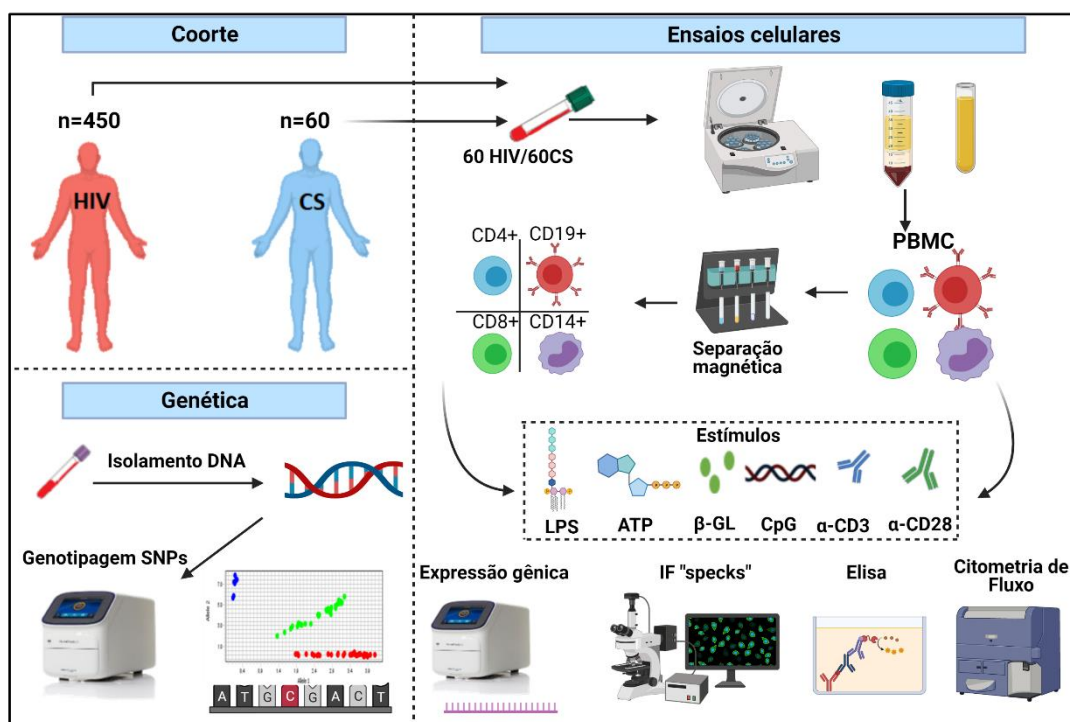 Coorte
n=450
n=60
HIV
CS
Ensaios celulares
60 HIV/60CS
PBMC
CD4+
CD19+
CD8+
CD14+
Separação
magnética
Estímulos
LPS
ATP
β-GL
CpG
α-CD3
α-CD28
Genética
Isolamento DNA
Genotipagem SNPs
A T G C G A C T
Expressão gênica
IF "specks"
Elisa
Citometria de
Fluxo